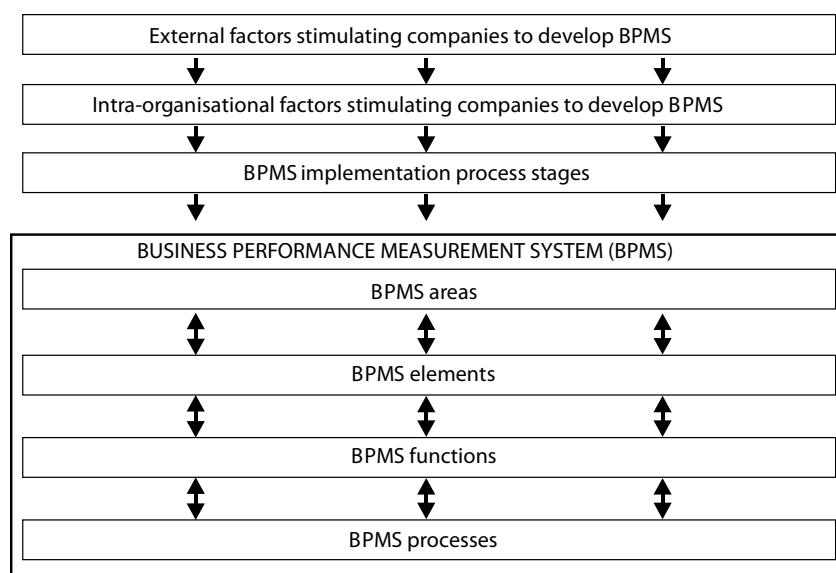 External factors stimulating companies to develop BPMS
Intra-organisational factors stimulating companies to develop BPMS
BPMS implementation process stages
BUSINESS PERFORMANCE MEASUREMENT SYSTEM (BPMS)
BPMS areas
BPMS elements
BPMS functions
BPMS processes